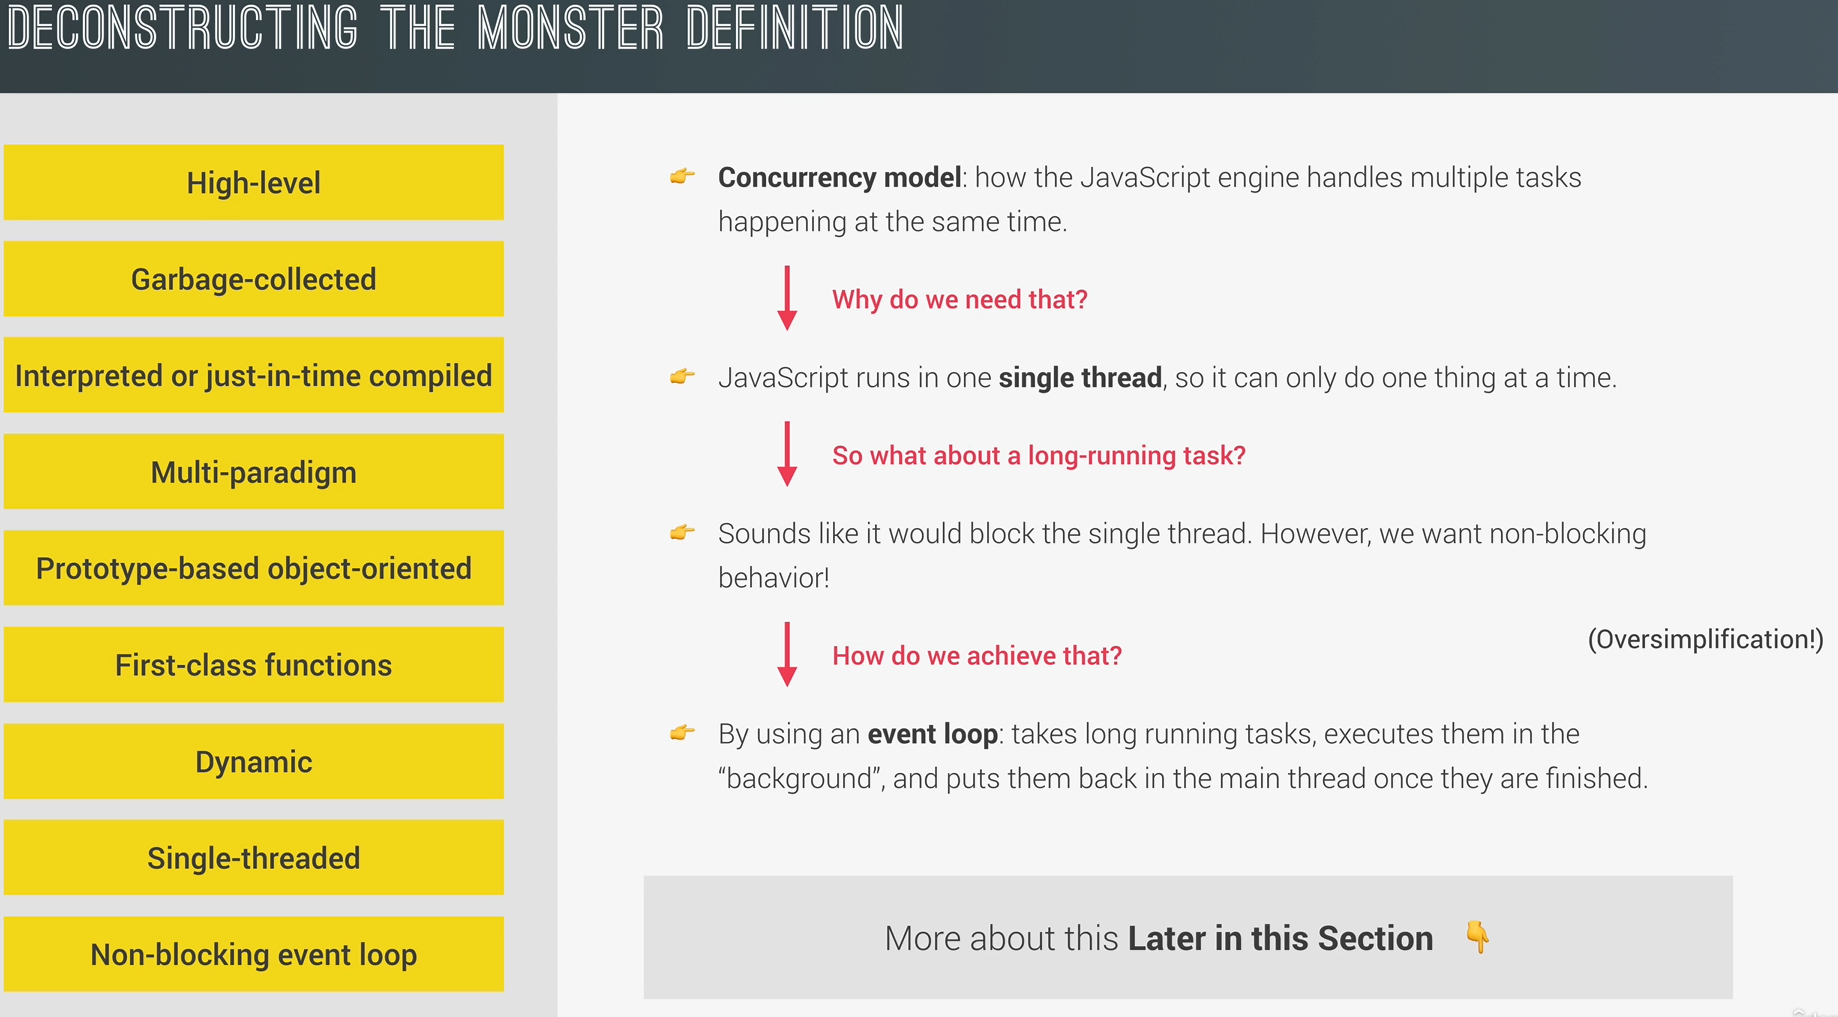 DECONSTRUCTING THE MONSTER DEFINITION
High-level
Garbage-collected
Interpreted or just-in-time compiled
Multi-paradigm
Prototype-based object-oriented
First-class functions
Dynamic
Single-threaded
Non-blocking event loop
Concurrency model: how the JavaScript engine handles multiple tasks
happening at the same time.
Why do we need that?
JavaScript runs in one single thread, so it can only do one thing at a time.
So what about a long-running task?
Sounds like it would block the single thread. However, we want non-blocking
behavior!
(Oversimplification!)
How do we achieve that?
By using an event loop: takes long running tasks, executes them in the
“background”, and puts them back in the main thread once they are finished.
More about this Later in this Section